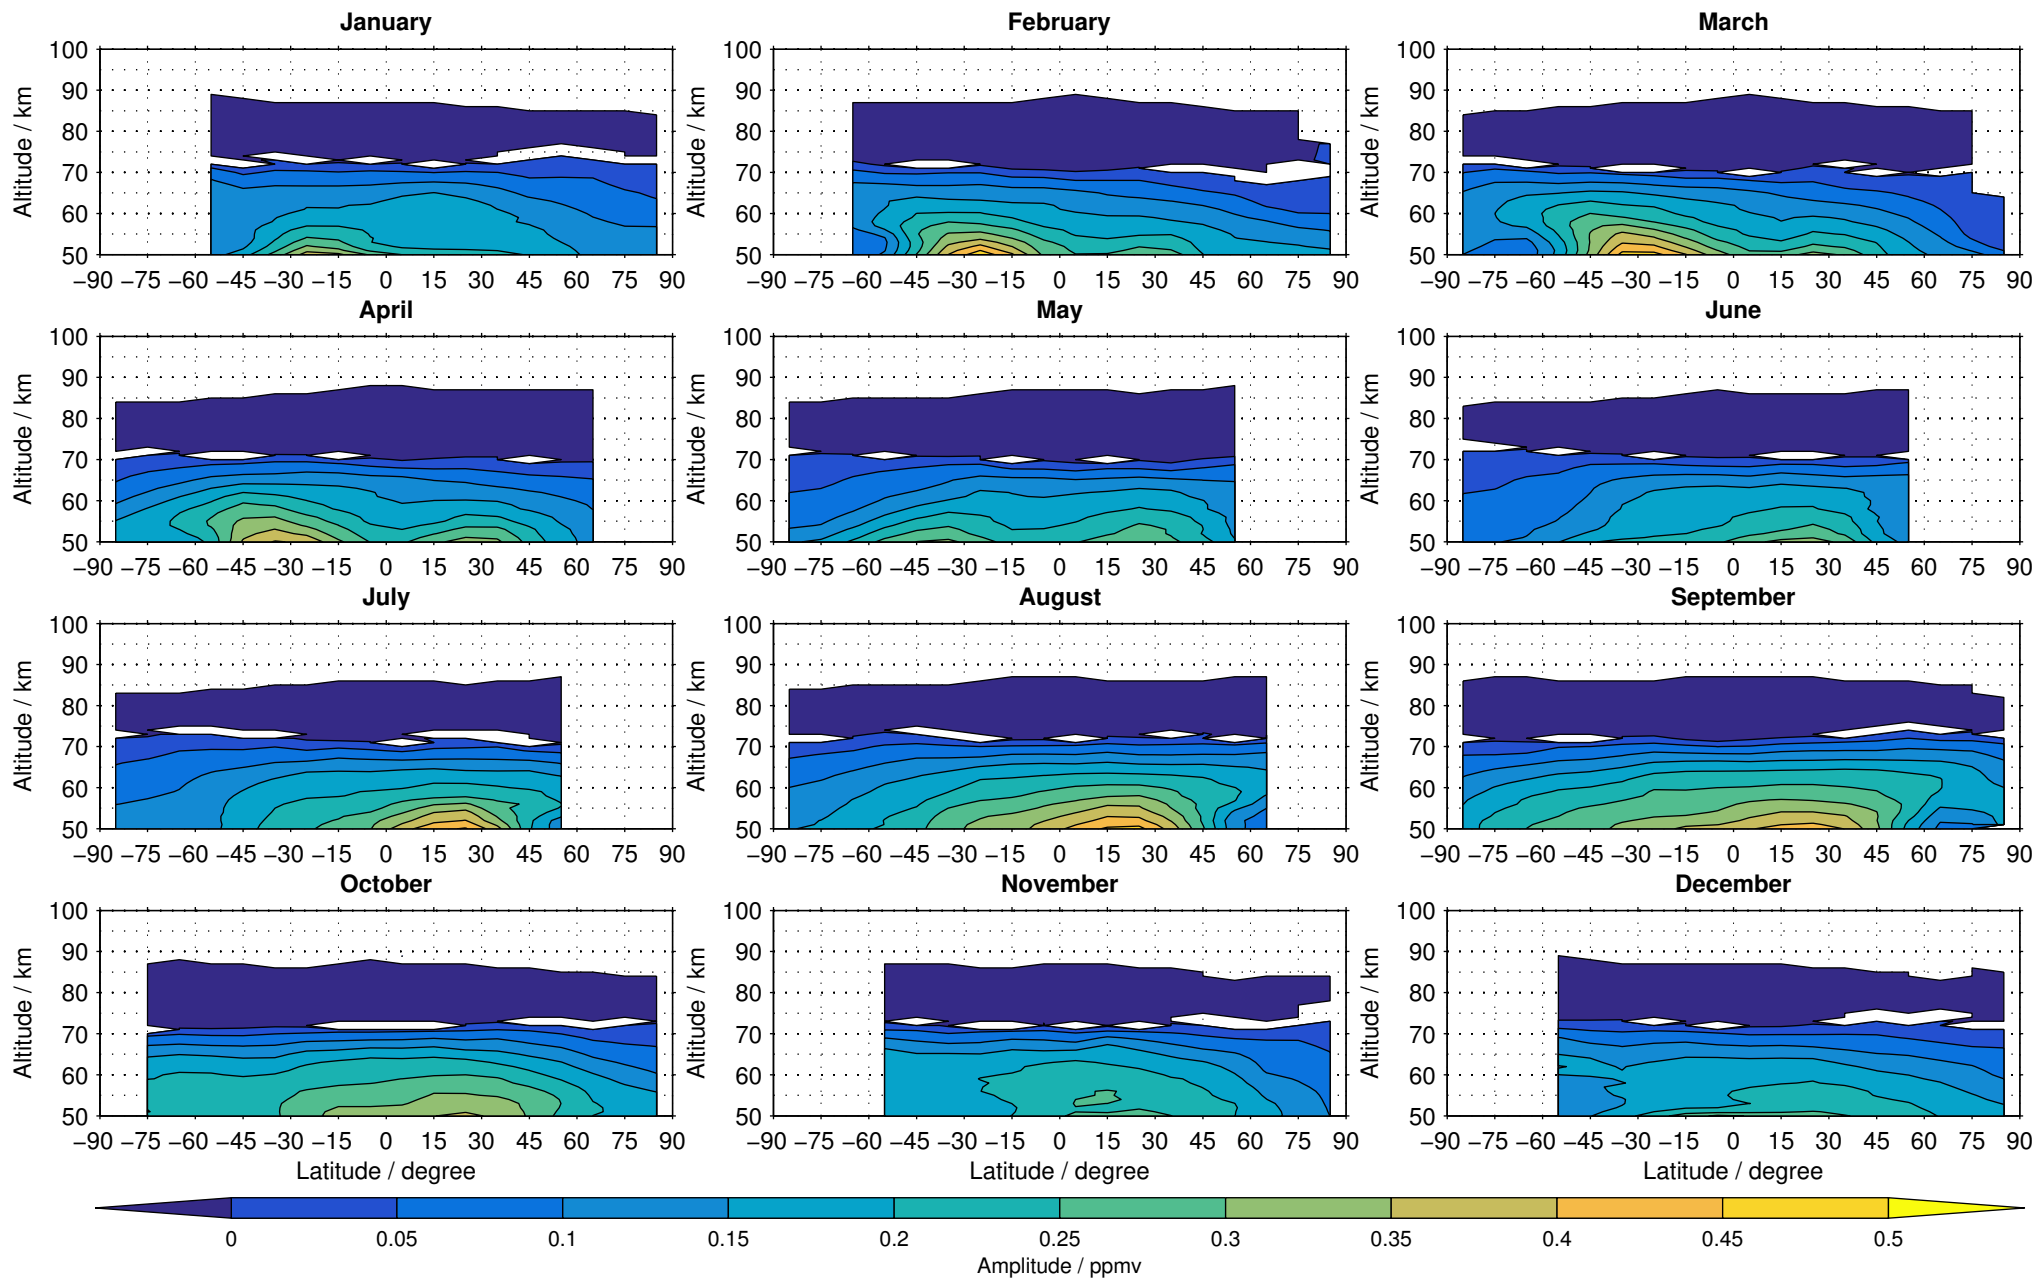 January February March
100 100 100
90 90 90
80 80 80
70 70 70
60 60 60
50 50 50
Altitude / km Altitude / km Altitude / km
−90 −75 −60 −45 −30 −15 0 15 30 45 60 75 90 −90 −75 −60 −45 −30 −15 0 15 30 45 60 75 90 −90 −75 −60 −45 −30 −15 0 15 30 45 60 75 90
April May June
100 100 100
90 90 90
80 80 80
70 70 70
60 60 60
50 50 50
Altitude / km Altitude / km Altitude / km
−90 −75 −60 −45 −30 −15 0 15 30 45 60 75 90 −90 −75 −60 −45 −30 −15 0 15 30 45 60 75 90 −90 −75 −60 −45 −30 −15 0 15 30 45 60 75 90
July August September
100 100 100
90 90 90
80 80 80
70 70 70
60 60 60
50 50 50
Altitude / km Altitude / km Altitude / km
−90 −75 −60 −45 −30 −15 0 15 30 45 60 75 90 −90 −75 −60 −45 −30 −15 0 15 30 45 60 75 90 −90 −75 −60 −45 −30 −15 0 15 30 45 60 75 90
October November December
100 100 100
90 90 90
80 80 80
70 70 70
60 60 60
50 50 50
Altitude / km Altitude / km Altitude / km
−90 −75 −60 −45 −30 −15 0 15 30 45 60 75 90 −90 −75 −60 −45 −30 −15 0 15 30 45 60 75 90 −90 −75 −60 −45 −30 −15 0 15 30 45 60 75 90
Latitude / degree Latitude / degree Latitude / degree
0 0.05 0.1 0.15 0.2 0.25 0.3 0.35 0.4 0.45 0.5
Amplitude / ppmv